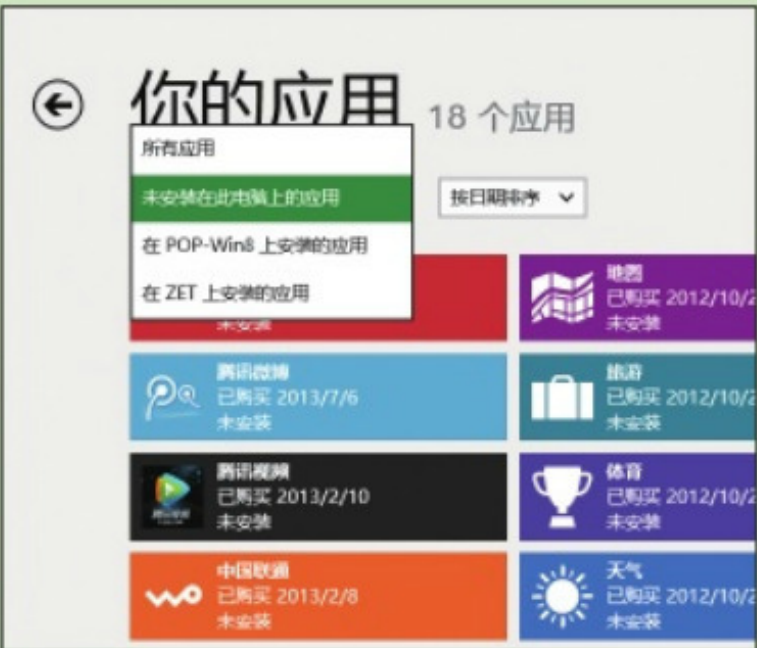 你的应用 18 个应用
所有应用
未安装在此电脑上的应用
按日期排序
在 POP-Win8 上安装的应用
在 ZET 上安装的应用
未安装
地图
已购买 2012/10/2
未安装
腾讯微博
已购买 2013/7/6
未安装
旅游
已购买 2012/10/2
未安装
腾讯视频
已购买 2013/2/10
未安装
体育
已购买 2012/10/2
未安装
中国联通
已购买 2013/2/8
未安装
天气
已购买 2012/10/2
未安装